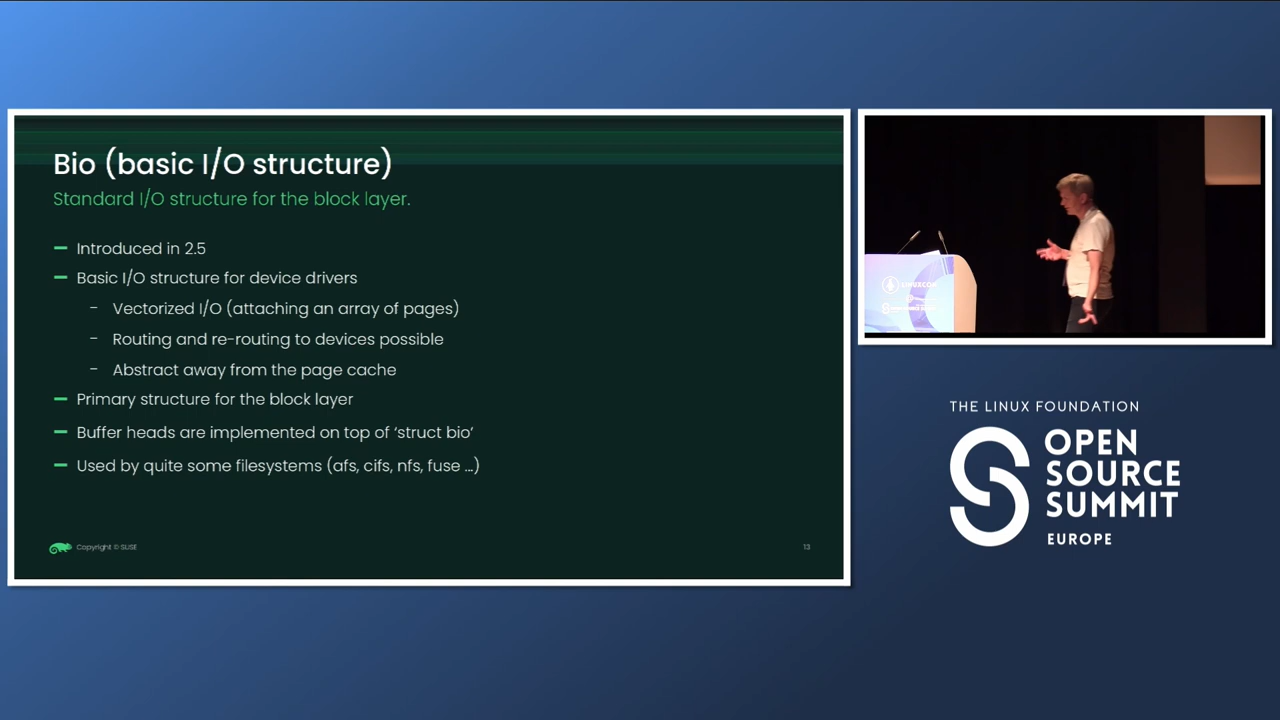 Bio (basic I/O structure)
Standard I/O structure for the block layer.
Introduced in 2.5
Basic I/O structure for device drivers
- Vectorized I/O (attaching an array of pages)
- Routing and re-routing to devices possible
- Abstract away from the page cache
Primary structure for the block layer
Buffer heads are implemented on top of ‘struct bio’
Used by quite some filesystems (afs, cifs, nfs, fuse ...)
Copyright © SUSE
13
THE LINUX FOUNDATION
OPEN
SOURCE
SUMMIT
EUROPE